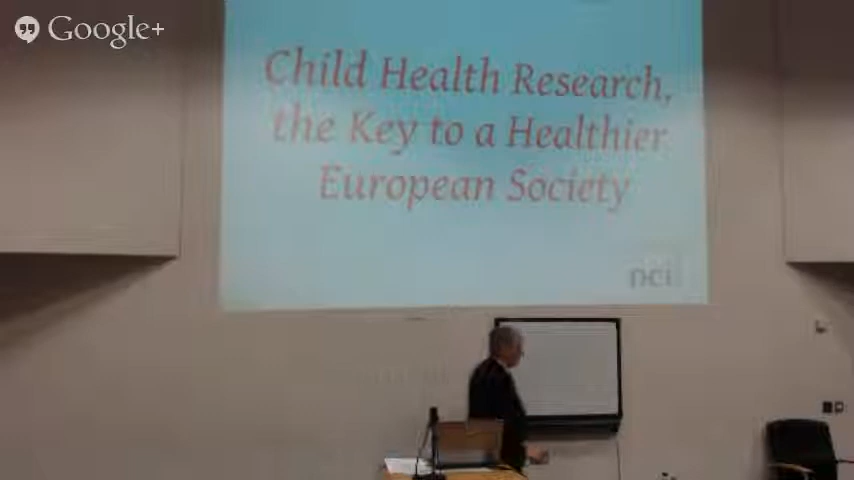 Google+
Child Health Research,
the Key to a Healthier
European Society
nci